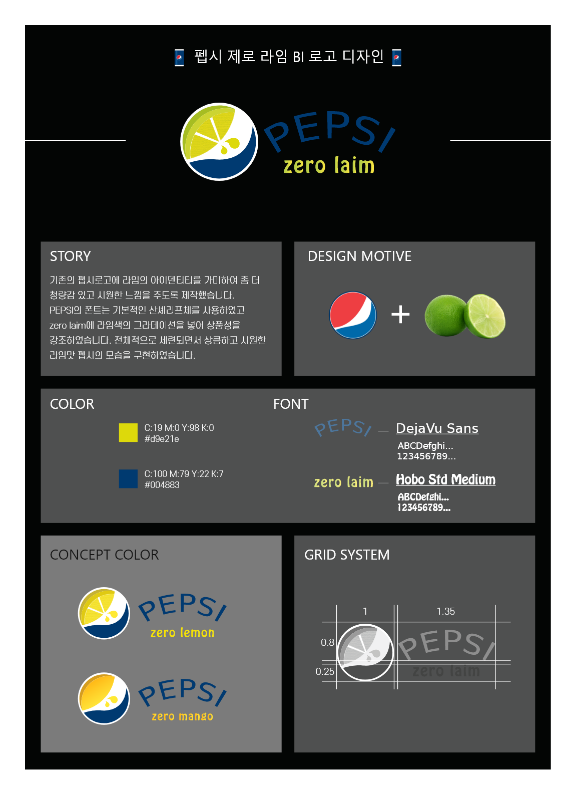 펩시 제로 라임 BI 로고 디자인
PEPSI
zero laim
STORY
기존의 펩시로고에 라임의 아이덴티티를 가미하여 좀 더
청량감 있고 시원한 느낌을 주도록 제작했습니다.
PEPSI의 폰트는 기본적인 산세리프체를 사용하였고
zero laim에 라임색의 그라데이션을 넣어 상품성을
강조하였습니다. 전체적으로 세련되면서 상큼하고 시원한
라임맛 펩시의 모습을 구현하였습니다.
DESIGN MOTIVE
+
COLOR
C:19 M:0 Y:98 K:0
#d9e21e
C:100 M:79 Y:22 K:7
#004883
FONT
PEPSI
DejaVu Sans
ABCDefghi...
123456789...
zero laim
Hobo Std Medium
ABCDefghi...
123456789...
CONCEPT COLOR
PEPSI
zero lemon
PEPSI
zero mango
GRID SYSTEM
1
1.35
0.8
0.25
PEPSI
zero laim